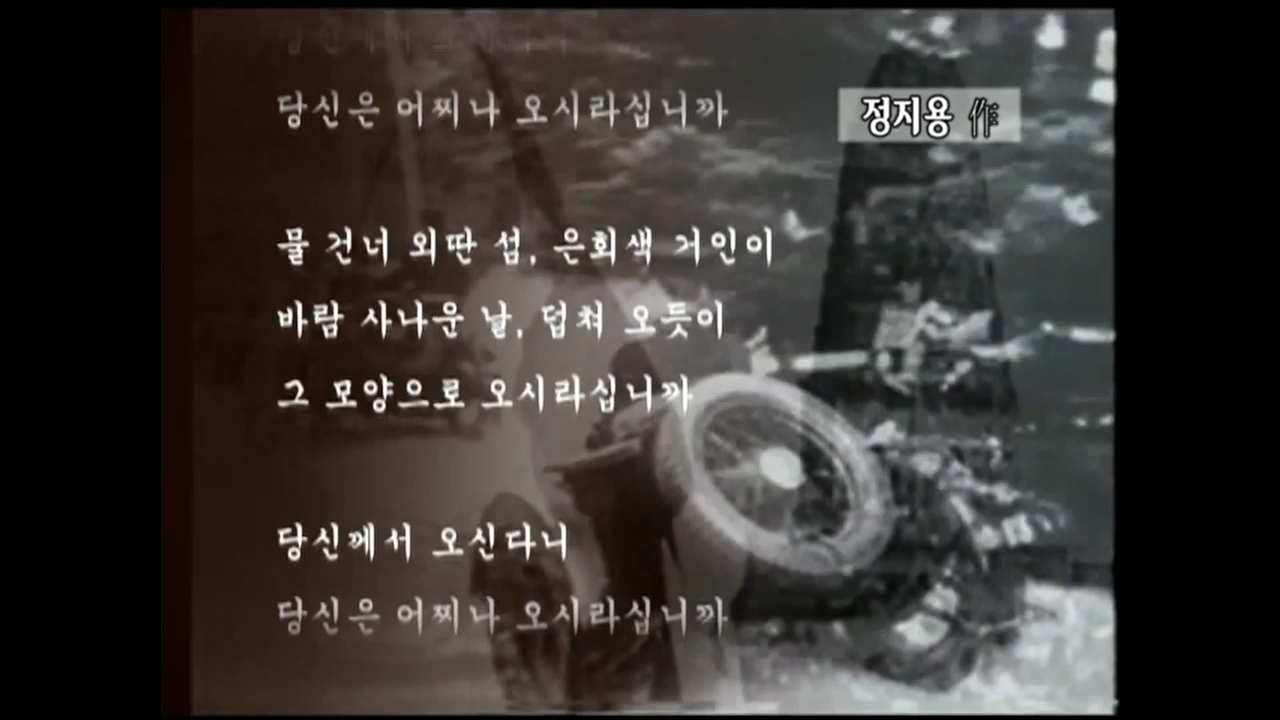 당신은 어찌나 오시라십니까
정지용 作
물 건너 외딴 섬, 은회색 거인이
바람 사나운 날, 덥쳐 오듯이
그 모양으로 오시라십니까
당신께서 오신다니
당신은 어찌나 오시라십니까